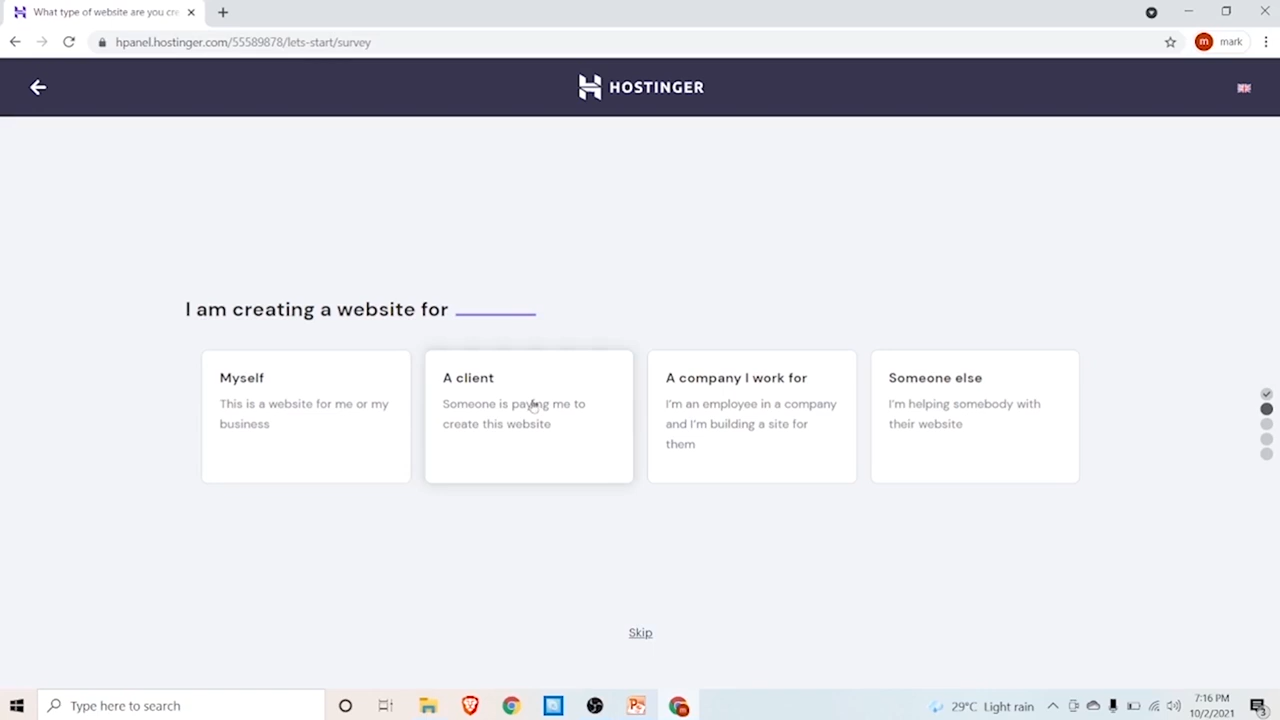 What type of website are you cre
hpanel.hostinger.com/55589878/lets-start/survey
m mark
HOSTINGER
I am creating a website for
Myself
This is a website for me or my
business
A client
Someone is paying me to
create this website
A company I work for
I'm an employee in a company
and I'm building a site for
them
Someone else
I'm helping somebody with
their website
Skip
Type here to search
29°C Light rain
7:16 PM
10/2/2021
3